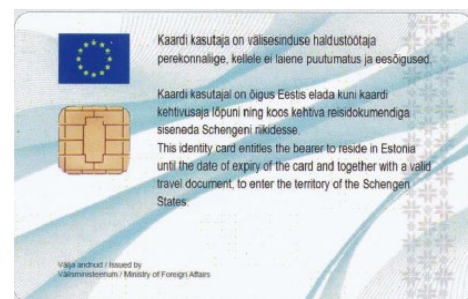 Kaardi kasutaja on välisesinduse haldustöötaja
perekonnaliige, kellele ei laiene puutumatus ja eesõigused.
Kaardi kasutajal on õigus Eestis elada kuni kaardi
kehtivusaja lõpuni ning koos kehtiva reisidokumendiga
siseneda Schengeni riikidesse.
This identity card entitles the bearer to reside in Estonia
until the date of expiry of the card and together with a valid
travel document, to enter the territory of the Schengen
States.
Välja andnud / Issued by
Välisministeerium / Ministry of Foreign Affairs